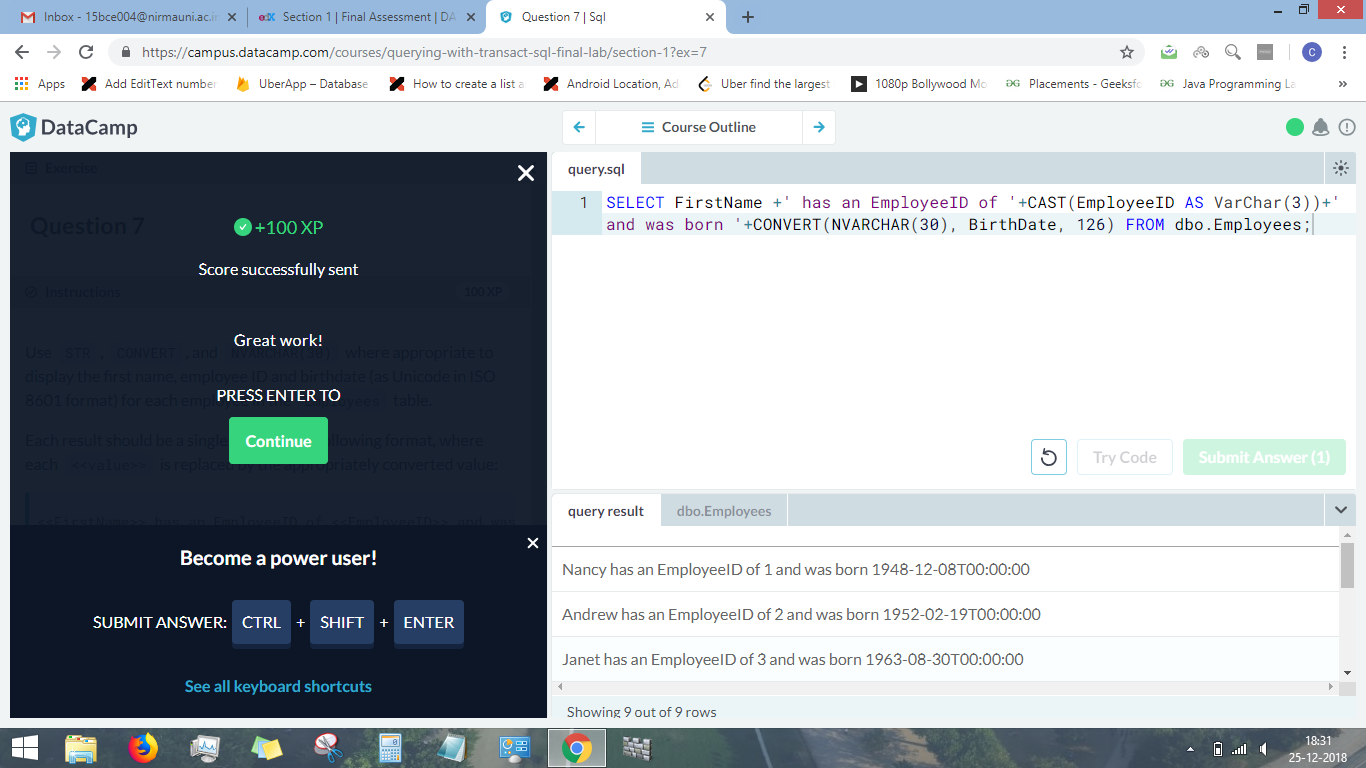 Inbox - 15bce004@nirmauni.ac.in
Section 1 | Final Assessment | DA
Question 7 | Sql
https://campus.datacamp.com/courses/querying-with-transact-sql-final-lab/section-1?ex=7
C
Apps
Add EditText number
UberApp – Database
How to create a list a
Android Location, Ad
Uber find the largest
1080p Bollywood Mo
Placements - Geeksfo
Java Programming La
»
DataCamp
Course Outline
Exercise
Question 7
+100 XP
Score successfully sent
Instructions
100 XP
Great work!
Use STR, CONVERT, and NVARCHAR(30) where appropriate to
display the first name, employee ID and birthdate (as Unicode in ISO
PRESS ENTER TO
8601 format) for each
table.
Continue
Each result should be a single
following format, where
each <<value>> is replaced by the appropriately converted value:
Become a power user!
SUBMIT ANSWER: CTRL + SHIFT + ENTER
See all keyboard shortcuts
query.sql
1 SELECT FirstName +' has an EmployeeID of '+CAST(EmployeeID AS VarChar(3))+'
and was born '+CONVERT(NVARCHAR(30), BirthDate, 126) FROM dbo.Employees;
Try Code
Submit Answer (1)
query result
dbo.Employees
Nancy has an EmployeeID of 1 and was born 1948-12-08T00:00:00
Andrew has an EmployeeID of 2 and was born 1952-02-19T00:00:00
Janet has an EmployeeID of 3 and was born 1963-08-30T00:00:00
Showing 9 out of 9 rows
18:31
25-12-2018